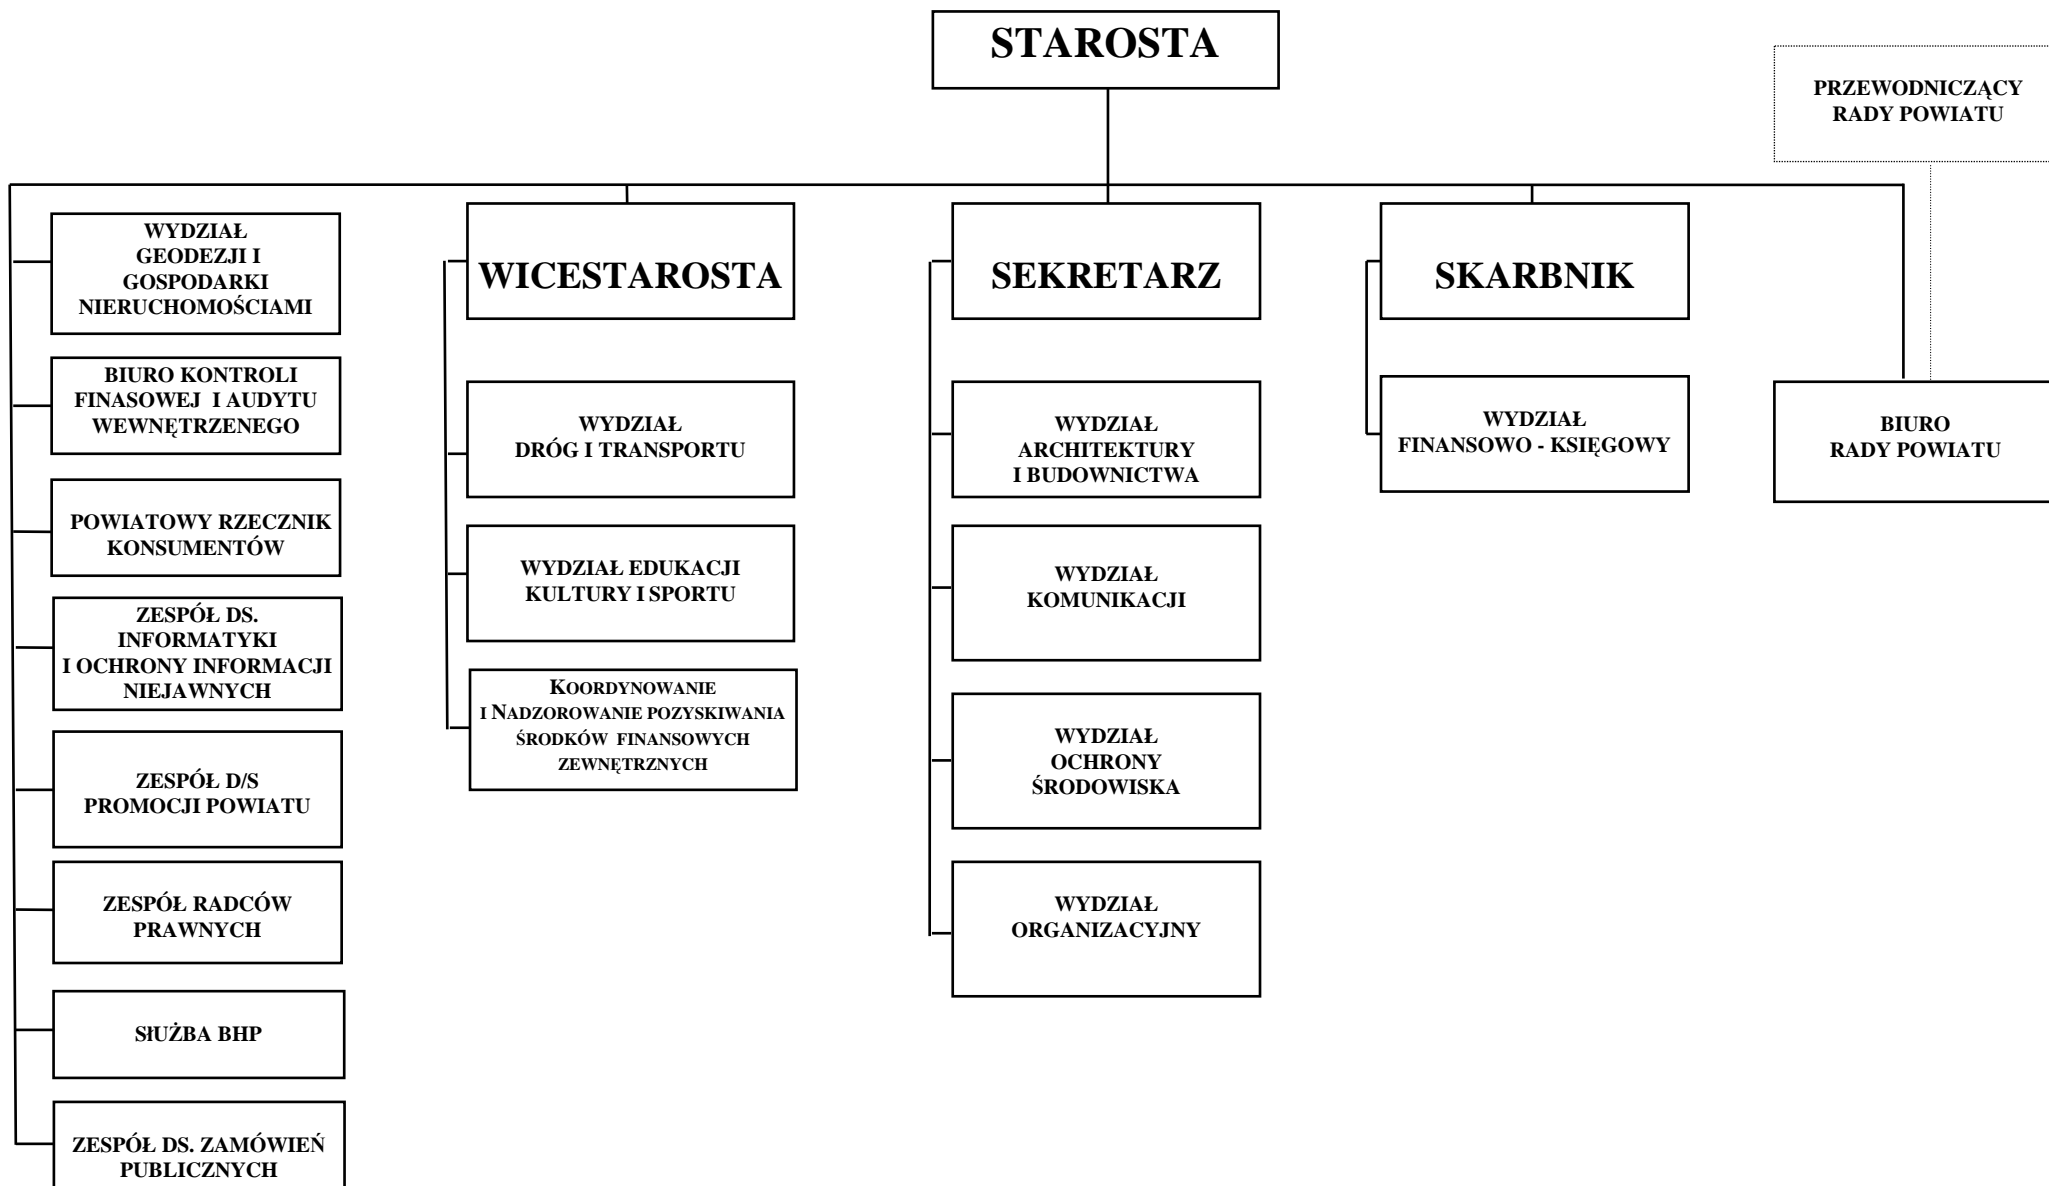 STAROSTA
PRZEWODNICZĄCY
RADY POWIATU
WYDZIAŁ
GEODEZJI I
GOSPODARKI
NIERUCHOMOŚCIAMI
BIURO KONTROLI
FINASOWEJ I AUDYTU
WEWNĘTRZENEGO
POWIATOWY RZECZNIK
KONSUMENTÓW
ZESPÓŁ DS.
INFORMATYKI
I OCHRONY INFORMACJI
NIEJAWNYCH
ZESPÓŁ D/S
PROMOCJI POWIATU
ZESPÓŁ RADCÓW
PRAWNYCH
SłUŻBA BHP
ZESPÓŁ DS. ZAMÓWIEŃ
PUBLICZNYCH
WICESTAROSTA
WYDZIAŁ
DRÓG I TRANSPORTU
WYDZIAŁ EDUKACJI
KULTURY I SPORTU
KOORDYNOWANIE
I NADZOROWANIE POZYSKIWANIA
ŚRODKÓW FINANSOWYCH
ZEWNĘTRZNYCH
SEKRETARZ
WYDZIAŁ
ARCHITEKTURY
I BUDOWNICTWA
WYDZIAŁ
KOMUNIKACJI
WYDZIAŁ
OCHRONY
ŚRODOWISKA
WYDZIAŁ
ORGANIZACYJNY
SKARBNIK
WYDZIAŁ
FINANSOWO - KSIĘGOWY
BIURO
RADY POWIATU